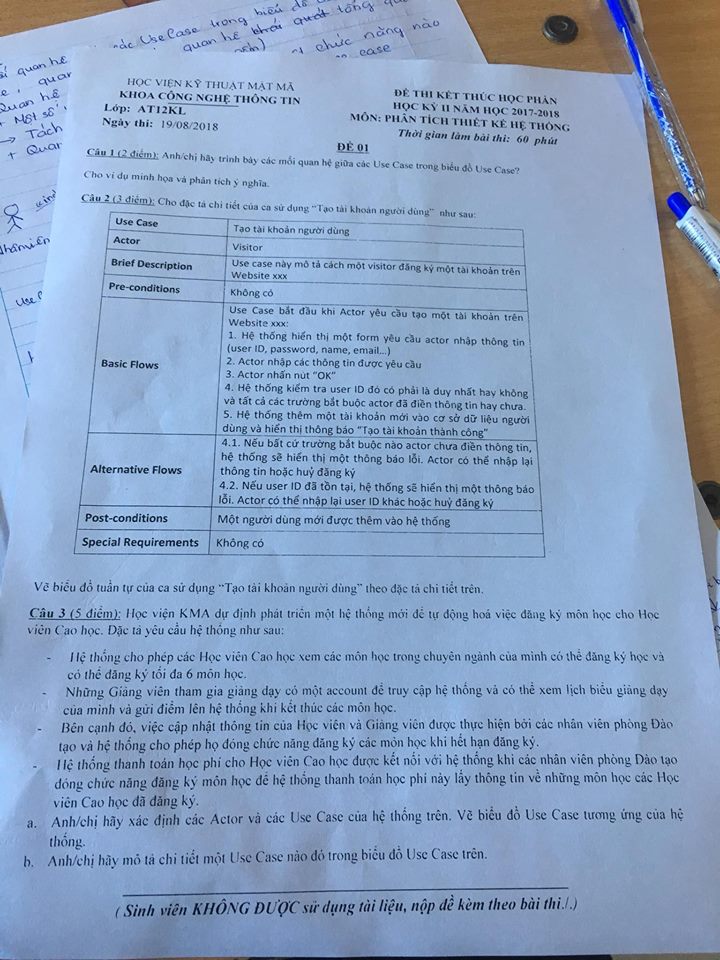 quan hệ
các UseCase trong biểu đồ
quan hệ khái quát tổng quá
chức năng nào
case
Quan hệ
+ Một số
→ Tách
+ Quan
Use C
HỌC VIỆN KỸ THUẬT MẬT MÃ
KHOA CÔNG NGHỆ THÔNG TIN
Lớp: AT12KL
Ngày thi: 19/08/2018
ĐỀ THI KẾT THÚC HỌC PHẦN
HỌC KỲ II NĂM HỌC 2017-2018
MÔN: PHÂN TÍCH THIẾT KẾ HỆ THỐNG
Thời gian làm bài thi: 60 phút
ĐỀ 01
Câu 1 (2 điểm): Anh/chị hãy trình bày các mối quan hệ giữa các Use Case trong biểu đồ Use Case?
Cho ví dụ minh họa và phân tích ý nghĩa.
Câu 2 (3 điểm): Cho đặc tả chi tiết của ca sử dụng “Tạo tài khoản người dùng” như sau:
Use Case
Tạo tài khoản người dùng
Actor
Visitor
Brief Description
Use case này mô tả cách một visitor đăng ký một tài khoản trên
Website xxx
Pre-conditions
Không có
Basic Flows
Use Case bắt đầu khi Actor yêu cầu tạo một tài khoản trên
Website xxx:
1. Hệ thống hiển thị một form yêu cầu actor nhập thông tin
(user ID, password, name, email...)
2. Actor nhập các thông tin được yêu cầu
3. Actor nhấn nút “OK”
4. Hệ thống kiểm tra user ID đó có phải là duy nhất hay không
và tất cả các trường bắt buộc actor đã điền thông tin hay chưa.
5. Hệ thống thêm một tài khoản mới vào cơ sở dữ liệu người
dùng và hiển thị thông báo “Tạo tài khoản thành công”
Alternative Flows
4.1. Nếu bất cứ trường bắt buộc nào actor chưa điền thông tin,
hệ thống sẽ hiển thị một thông báo lỗi. Actor có thể nhập lại
thông tin hoặc huỷ đăng ký
4.2. Nếu user ID đã tồn tại, hệ thống sẽ hiển thị một thông báo
lỗi. Actor có thể nhập lại user ID khác hoặc huỷ đăng ký
Post-conditions
Một người dùng mới được thêm vào hệ thống
Special Requirements
Không có
Vẽ biểu đồ tuần tự của ca sử dụng “Tạo tài khoản người dùng” theo đặc tả chi tiết trên.
Câu 3 (5 điểm): Học viện KMA dự định phát triển một hệ thống mới để tự động hoá việc đăng ký môn học cho Học
viên Cao học. Đặc tả yêu cầu hệ thống như sau:
- Hệ thống cho phép các Học viên Cao học xem các môn học trong chuyên ngành của mình có thể đăng ký học và
có thể đăng ký tối đa 6 môn học.
- Những Giảng viên tham gia giảng dạy có một account để truy cập hệ thống và có thể xem lịch biểu giảng dạy
của mình và gửi điểm lên hệ thống khi kết thúc các môn học.
- Bên cạnh đó, việc cập nhật thông tin của Học viên và Giảng viên được thực hiện bởi các nhân viên phòng Đào
tạo và hệ thống cho phép họ đóng chức năng đăng ký các môn học khi hết hạn đăng ký.
- Hệ thống thanh toán học phí cho Học viên Cao học được kết nối với hệ thống khi các nhân viên phòng Đào tạo
đóng chức năng đăng ký môn học để hệ thống thanh toán học phí này lấy thông tin về những môn học các Học
viên Cao học đã đăng ký.
a. Anh/chị hãy xác định các Actor và các Use Case của hệ thống trên. Vẽ biểu đồ Use Case tương ứng của hệ
thống.
b. Anh/chị hãy mô tả chi tiết một Use Case nào đó trong biểu đồ Use Case trên.
( Sinh viên KHÔNG ĐƯỢC sử dụng tài liệu, nộp đề kèm theo bài thi./.)